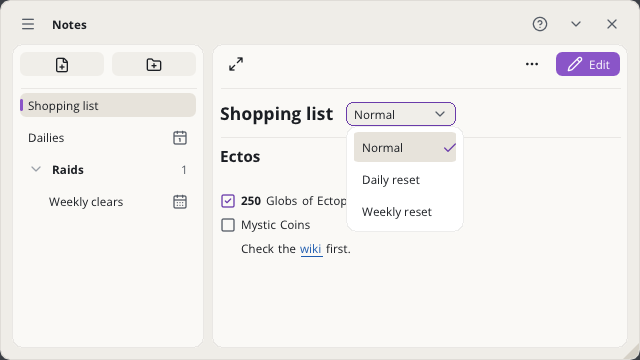 Notes
Edit
Shopping list
Dailies
Raids 1
Weekly clears
Shopping list Normal
Normal
Daily reset
Weekly reset
Ectos
250 Globs of Ectop
Mystic Coins
Check the wiki first.